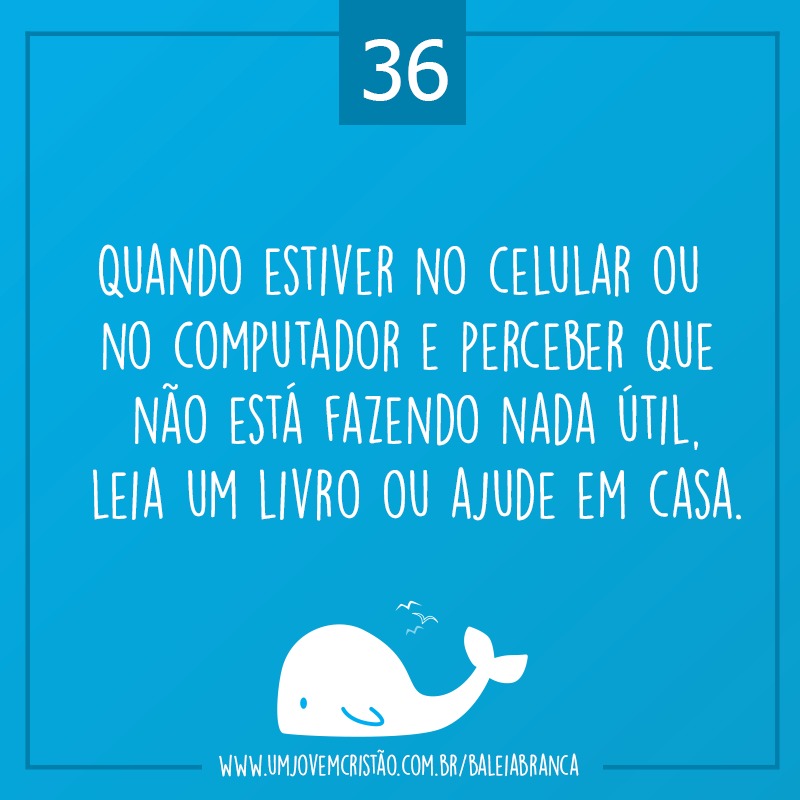 36
QUANDO ESTIVER NO CELULAR OU
NO COMPUTADOR E PERCEBER QUE
NÃO ESTÁ FAZENDO NADA ÚTIL,
LEIA UM LIVRO OU AJUDE EM CASA.
WWW.UMJOVEMCRISTÃO.COM.BR/BALEIABRANCA